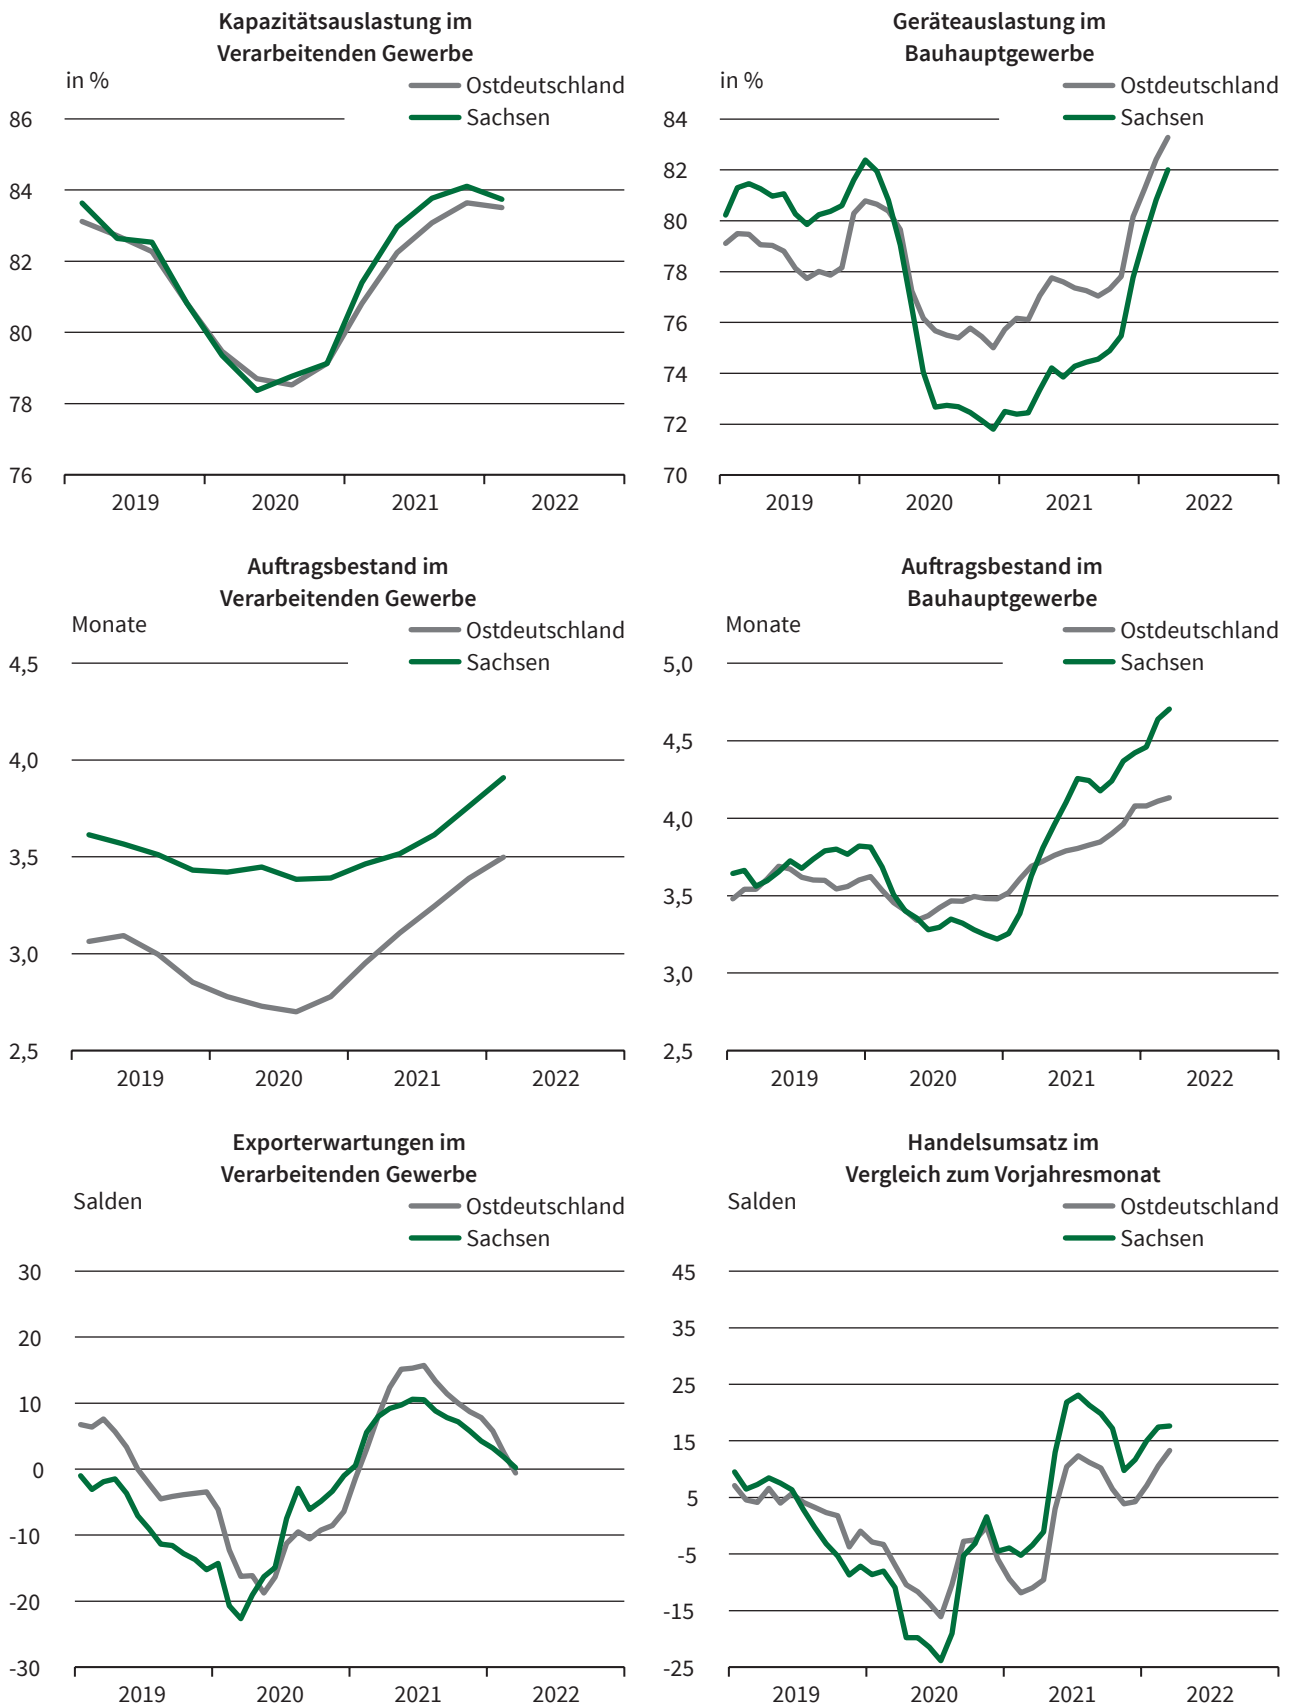 Kapazitätsauslastung im
Verarbeitenden Gewerbe
in %
Ostdeutschland
Sachsen
86
84
82
80
78
76
2019
2020
2021
2022
Geräteauslastung im
Bauhauptgewerbe
in %
Ostdeutschland
Sachsen
84
82
80
78
76
74
72
70
2019
2020
2021
2022
Auftragsbestand im
Verarbeitenden Gewerbe
Monate
Ostdeutschland
Sachsen
4,5
4,0
3,5
3,0
2,5
2019
2020
2021
2022
Auftragsbestand im
Bauhauptgewerbe
Monate
Ostdeutschland
Sachsen
5,0
4,5
4,0
3,5
3,0
2,5
2019
2020
2021
2022
Exporterwartungen im
Verarbeitenden Gewerbe
Salden
Ostdeutschland
Sachsen
30
20
10
0
-10
-20
-30
2019
2020
2021
2022
Handelsumsatz im
Vergleich zum Vorjahresmonat
Salden
Ostdeutschland
Sachsen
45
35
25
15
5
-5
-15
-25
2019
2020
2021
2022